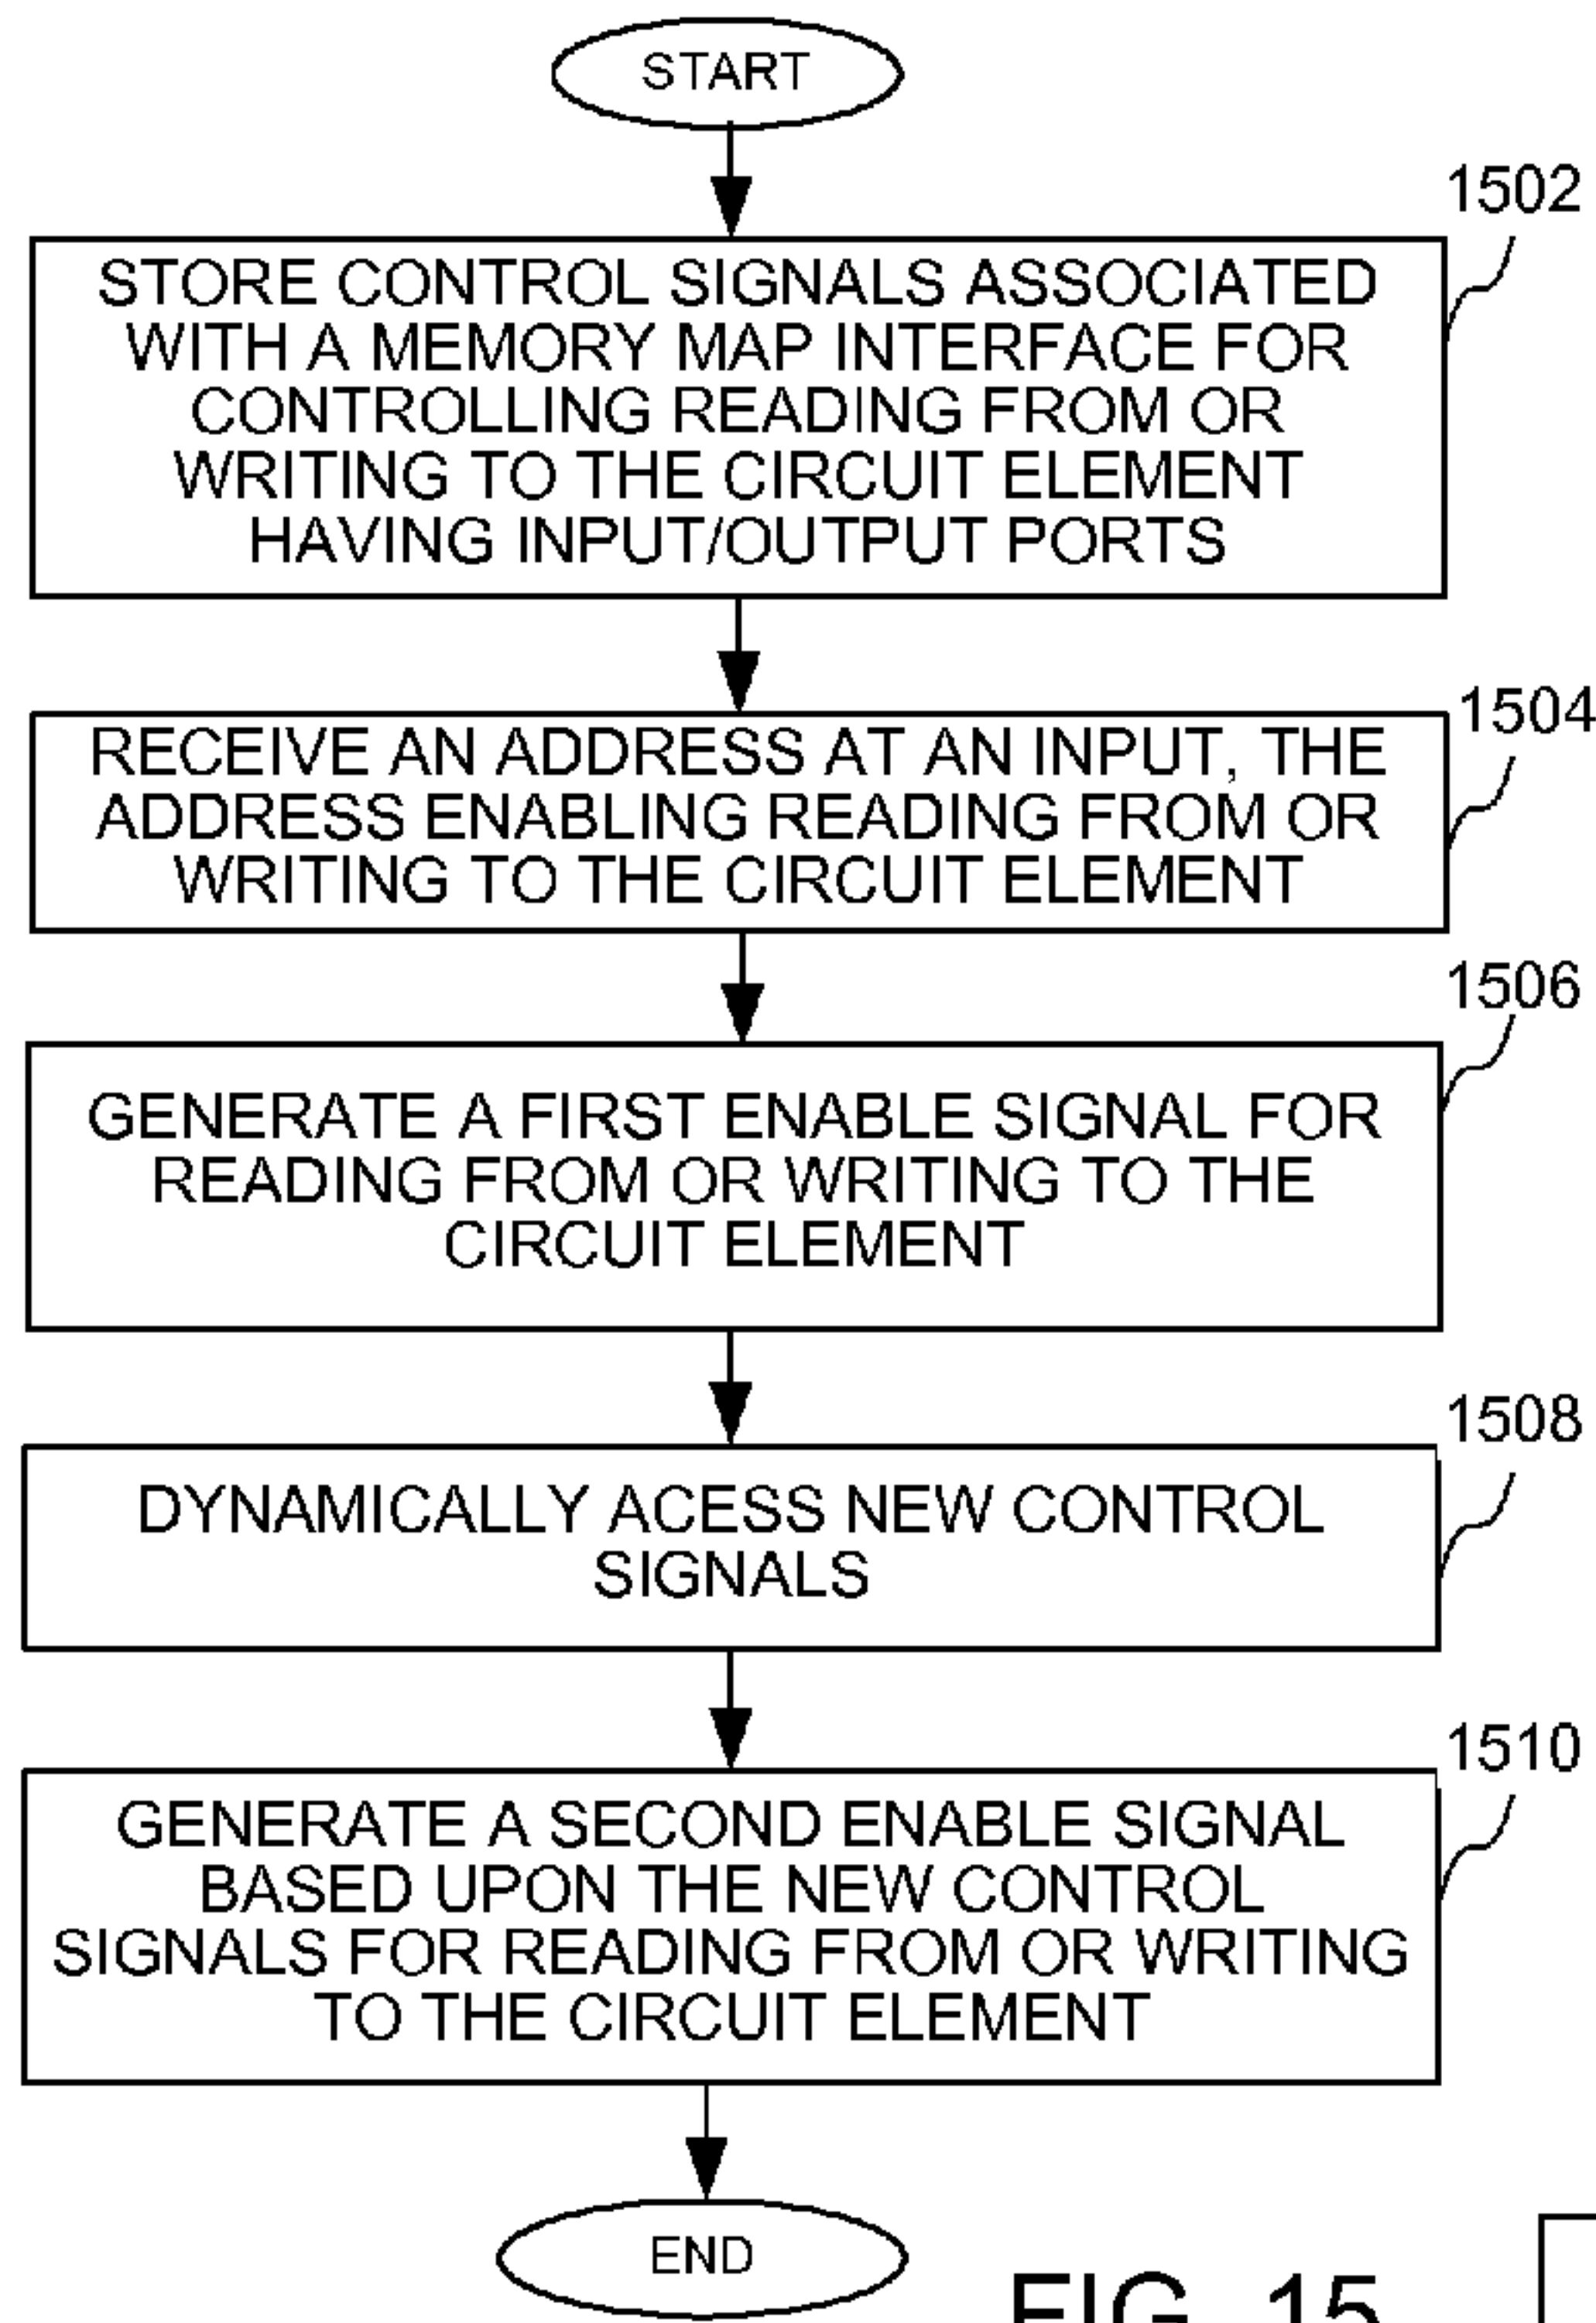 START
1502
STORE CONTROL SIGNALS ASSOCIATED
WITH A MEMORY MAP INTERFACE FOR
CONTROLLING READING FROM OR
WRITING TO THE CIRCUIT ELEMENT
HAVING INPUT/OUTPUT PORTS
1504
RECEIVE AN ADDRESS AT AN INPUT, THE
ADDRESS ENABLING READING FROM OR
WRITING TO THE CIRCUIT ELEMENT
1506
GENERATE A FIRST ENABLE SIGNAL FOR
READING FROM OR WRITING TO THE
CIRCUIT ELEMENT
1508
DYNAMICALLY ACESS NEW CONTROL
SIGNALS
1510
GENERATE A SECOND ENABLE SIGNAL
BASED UPON THE NEW CONTROL
SIGNALS FOR READING FROM OR WRITING
TO THE CIRCUIT ELEMENT
END
FIG. 15